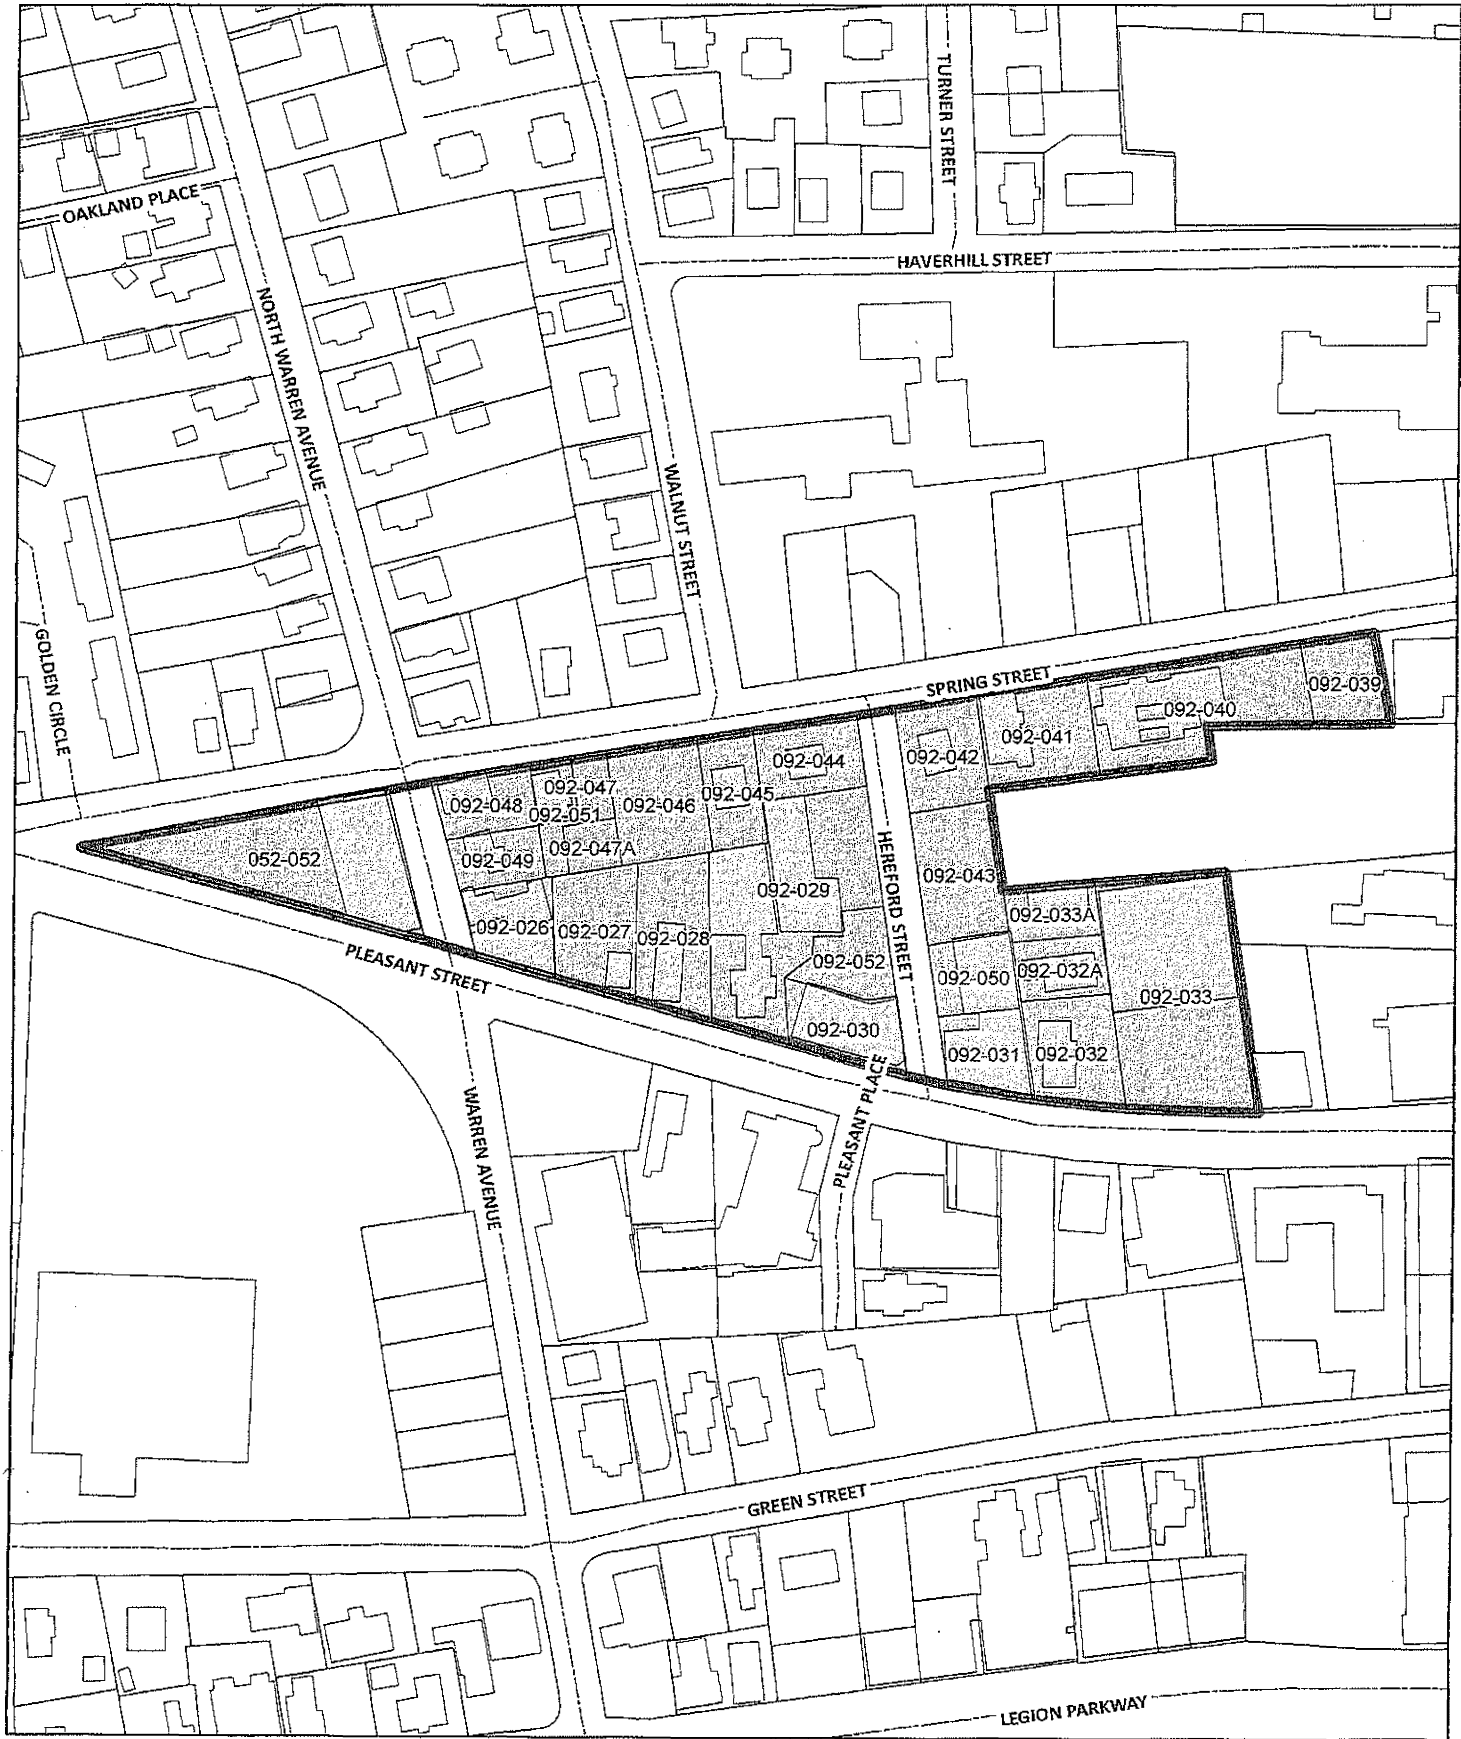 TURNER STREET
OAKLAND PLACE
HAVERHILL STREET
NORTH WARREN AVENUE
WALNUT STREET
GOLDEN CIRCLE
SPRING STREET
092-039
092-040
092-041
092-042
092-044
092-047
092-045
092-048
092-046
092-051
092-047A
052-052
092-049
HEREFORD STREET
092-043
092-029
092-033A
092-026
092-027
092-028
092-052
092-050
092-032A
092-033
PLEASANT STREET
092-030
092-031
092-032
PLEASANT PLACE
WARREN AVENUE
GREEN STREET
LEGION PARKWAY